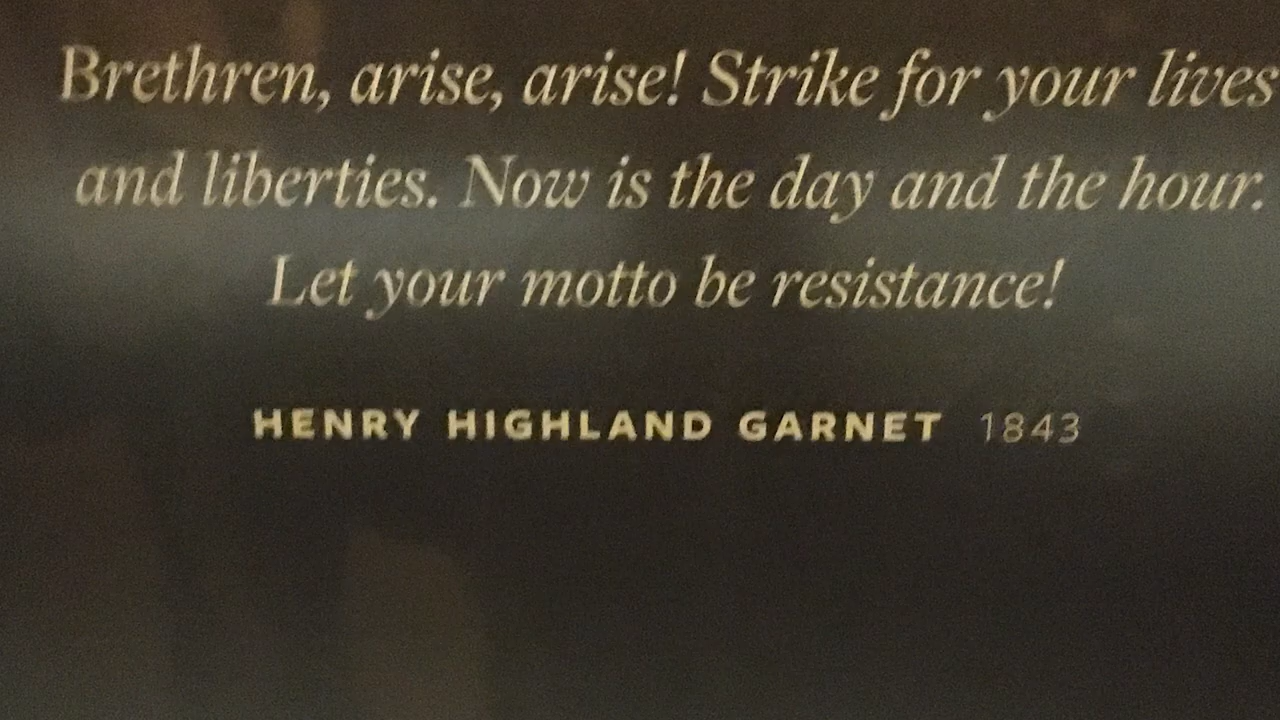 Brethren, arise, arise! Strike for your lives
and liberties. Now is the day and the hour.
Let your motto be resistance!
HENRY HIGHLAND GARNET 1843